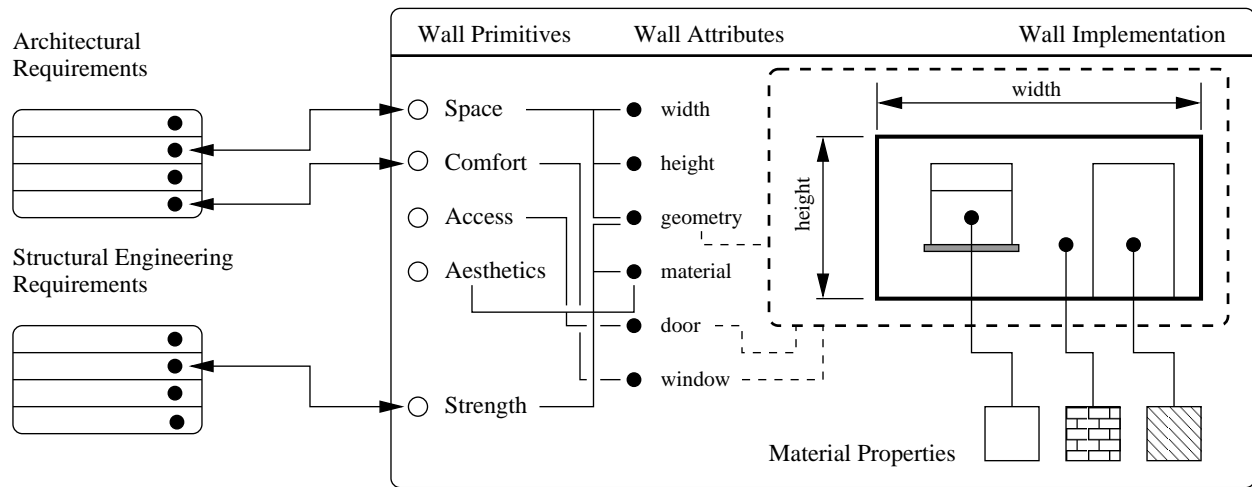 Architectural
Requirements
Structural Engineering
Requirements
Wall Primitives
Wall Attributes
Wall Implementation
Space
Comfort
Access
Aesthetics
Strength
width
height
geometry
material
door
window
width
height
Material Properties